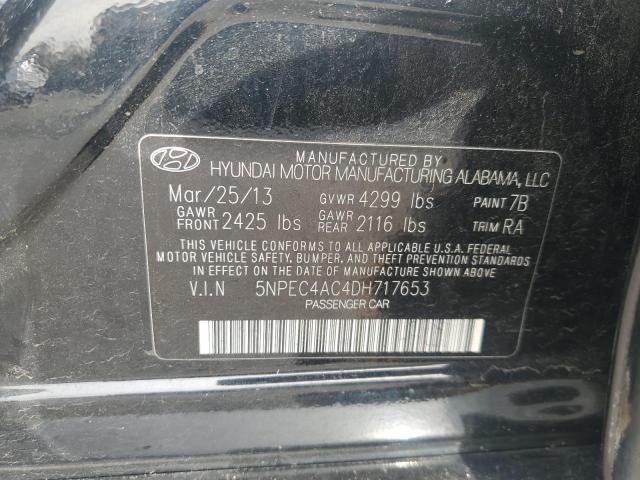 MANUFACTURED BY
HYUNDAI MOTOR MANUFACTURING ALABAMA, LLC
Mar/25/13 GVWR 4299 lbs PAINT 7B
GAWR FRONT 2425 lbs GAWR REAR 2116 lbs TRIM RA
THIS VEHICLE CONFORMS TO ALL APPLICABLE U.S.A. FEDERAL
MOTOR VEHICLE SAFETY, BUMPER, AND THEFT PREVENTION STANDARDS
IN EFFECT ON THE DATE OF MANUFACTURE SHOWN ABOVE.
V.I.N 5NPEC4AC4DH717653
PASSENGER CAR